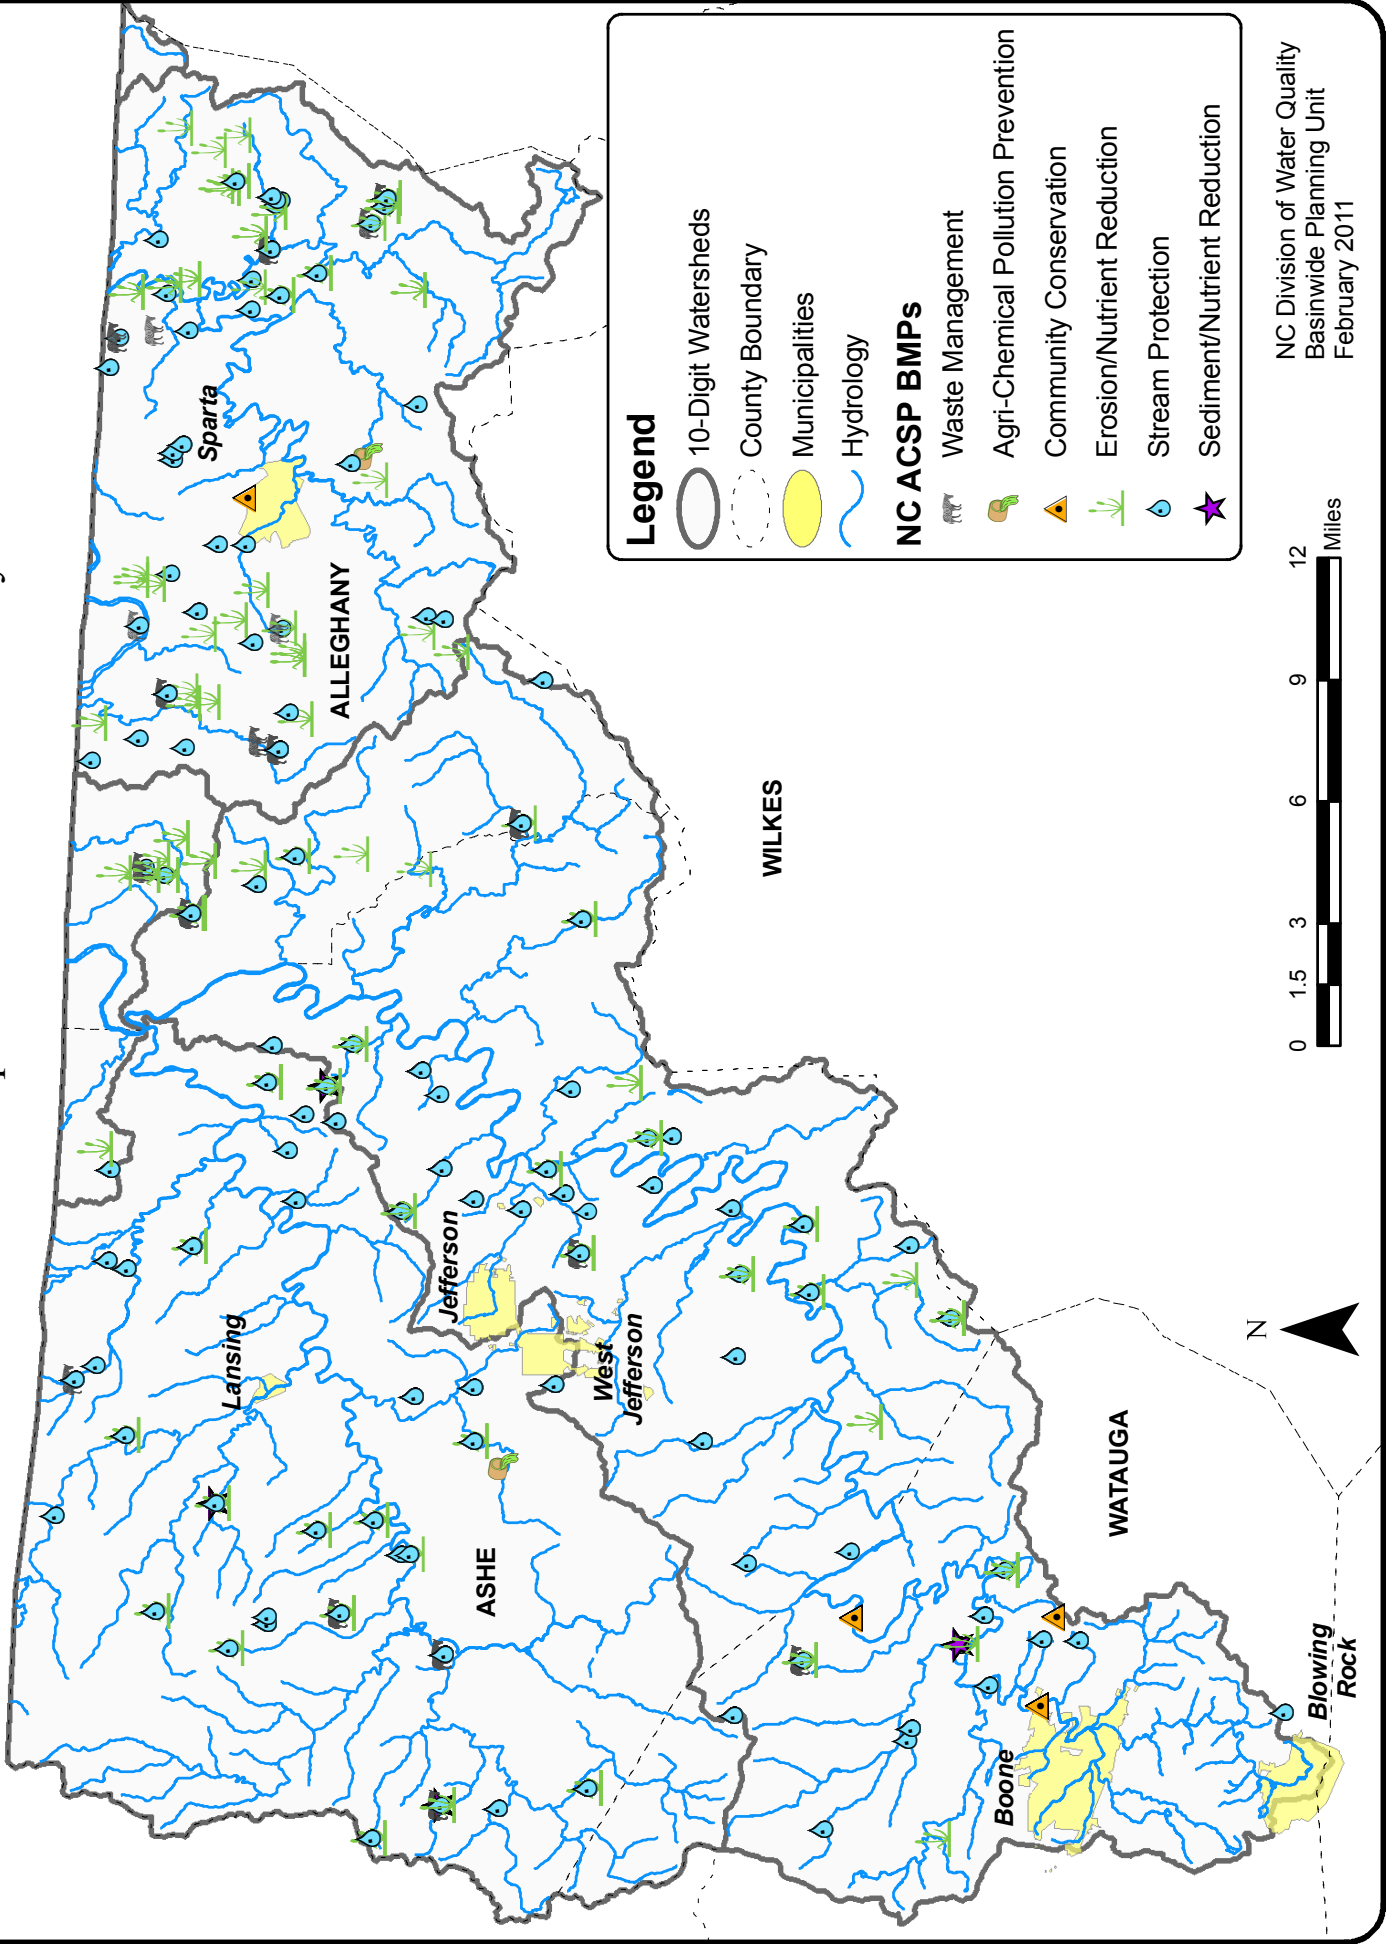 Sparta
ALLEGHANY
WILKES
Jefferson
West
Jefferson
Lansing
ASHE
WATAUGA
Boone
Blowing
Rock
Legend
10-Digit Watersheds
County Boundary
Municipalities
Hydrology
NC ACSP BMPs
Waste Management
Agri-Chemical Pollution Prevention
Community Conservation
Erosion/Nutrient Reduction
Stream Protection
Sediment/Nutrient Reduction
N
0 1.5 3 6 9 12
Miles
NC Division of Water Quality
Basinwide Planning Unit
February 2011